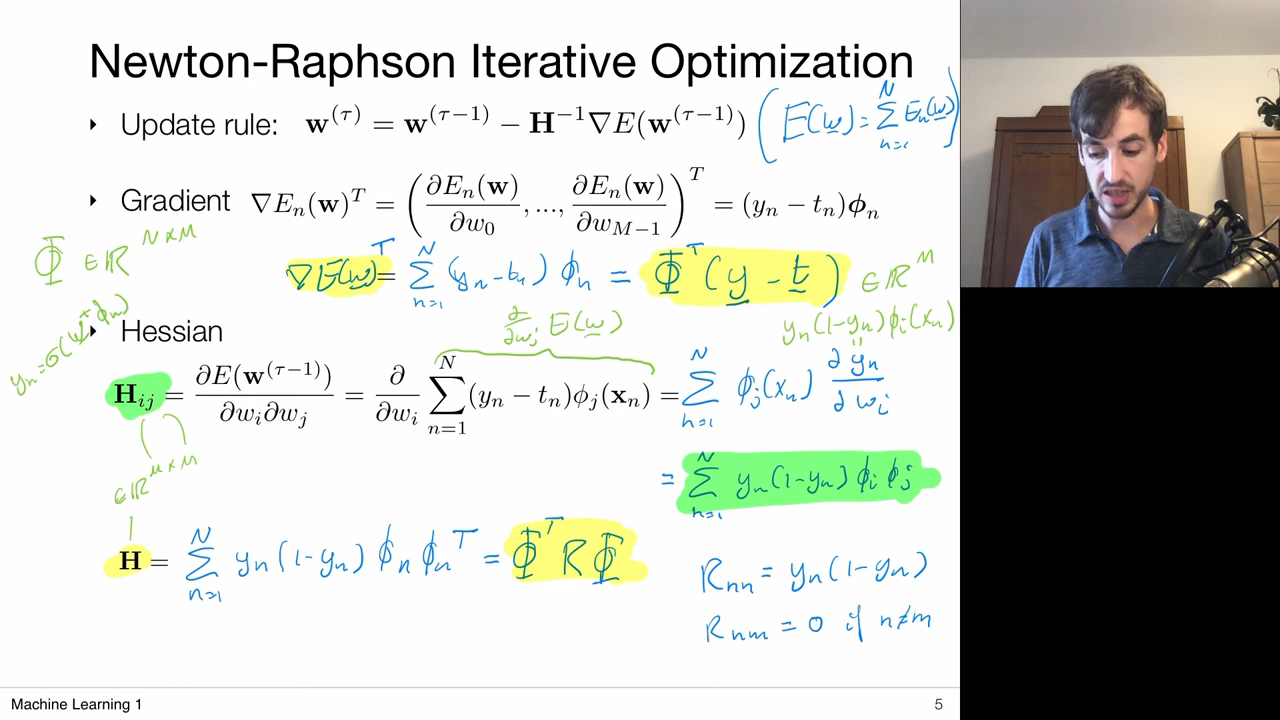 Newton-Raphson Iterative Optimization
‣ Update rule: w^(τ) = w^(τ−1) − H^−1 ∇E(w^(τ−1)) (E(w) = Σ_{n=1}^N E_n(w))
‣ Gradient ∇E_n(w)^T = (∂E_n(w)/∂w_0, ..., ∂E_n(w)/∂w_{M−1})^T = (y_n − t_n)ϕ_n
Φ ∈ ℝ^{N×M}
∇E(w)^T = Σ_{n=1}^N (y_n − t_n) ϕ_n = Φ^T (y − t) ∈ ℝ^M
y_n = σ(w^T ϕ_n)
‣ Hessian
∂/∂w_j E(w)
y_n(1−y_n)ϕ_i(x_n)
H_ij = ∂E(w^(τ−1))/∂w_i∂w_j = ∂/∂w_i Σ_{n=1}^N (y_n − t_n)ϕ_j(x_n) = Σ_{n=1}^N ϕ_j(x_n) ∂y_n/∂w_i
∈ ℝ^{M×M}
= Σ_{n=1}^N y_n(1−y_n) ϕ_i ϕ_j
H = Σ_{n=1}^N y_n(1−y_n) ϕ_n ϕ_n^T = Φ^T R Φ
R_nn = y_n(1−y_n)
R_nm = 0 if n≠m
Machine Learning 1
5